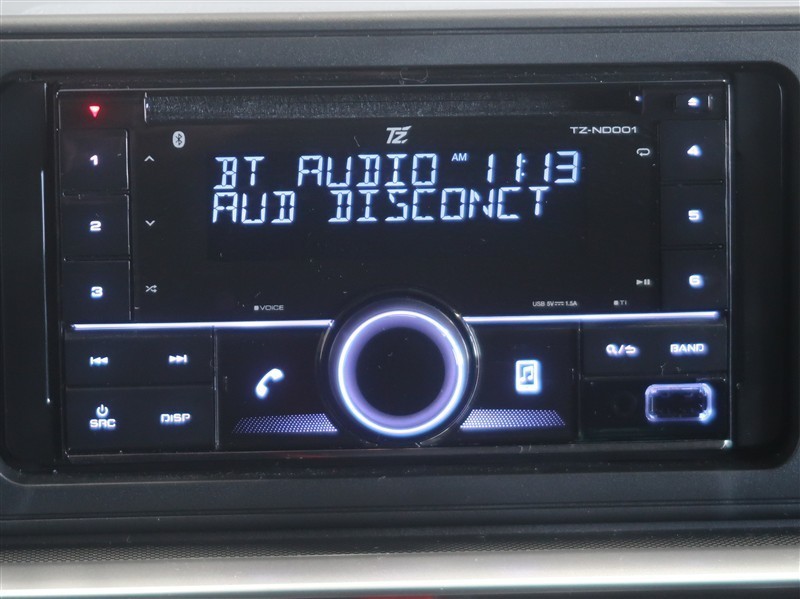 TZ
TZ-ND001
BT AUDIO AM 11:13
AUD DISCONCT
1
2
3
4
5
6
VOICE
USB 5V 1.5A
TI
BAND
SRC
DISP